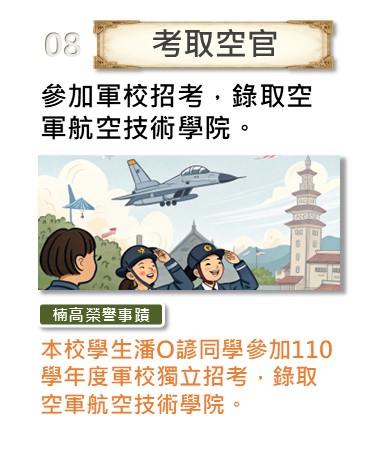 08
考取空官
參加軍校招考，錄取空
軍航空技術學院。
楠高榮譽事蹟
本校學生潘O諺同學參加110
學年度軍校獨立招考，錄取
空軍航空技術學院。